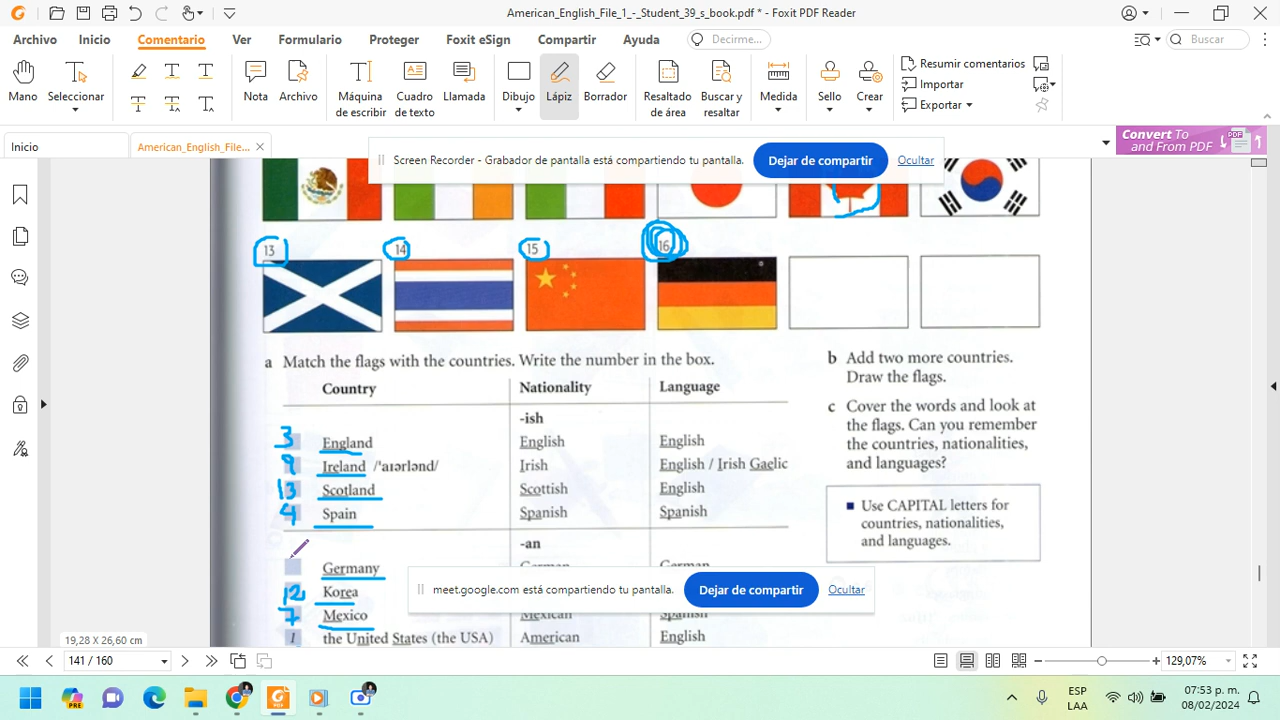 American_English_File_1_-_Student_39_s_book.pdf * - Foxit PDF Reader
Archivo Inicio Comentario Ver Formulario Proteger Foxit eSign Compartir Ayuda Decirme... Buscar
Mano Seleccionar Nota Archivo Máquina de escribir Cuadro de texto Llamada Dibujo Lápiz Borrador Resaltado de área Buscar y resaltar Medida Sello Crear
Resumir comentarios
Importar
Exportar
Inicio American_English_File...
Convert To and From PDF
Screen Recorder - Grabador de pantalla está compartiendo tu pantalla. Dejar de compartir Ocultar
13 14 15 16
a Match the flags with the countries. Write the number in the box.
Country Nationality Language
-ish
3 England English English
9 Ireland /ˈaɪərlənd/ Irish English / Irish Gaelic
13 Scotland Scottish English
4 Spain Spanish Spanish
-an
Germany German German
12 Korea
7 Mexico Mexican Spanish
1 the United States (the USA) American English
b Add two more countries.
Draw the flags.
c Cover the words and look at
the flags. Can you remember
the countries, nationalities,
and languages?
■ Use CAPITAL letters for
countries, nationalities,
and languages.
meet.google.com está compartiendo tu pantalla. Dejar de compartir Ocultar
19,28 X 26,60 cm
141 / 160 129,07%
PRE
ESP
LAA
07:53 p. m.
08/02/2024